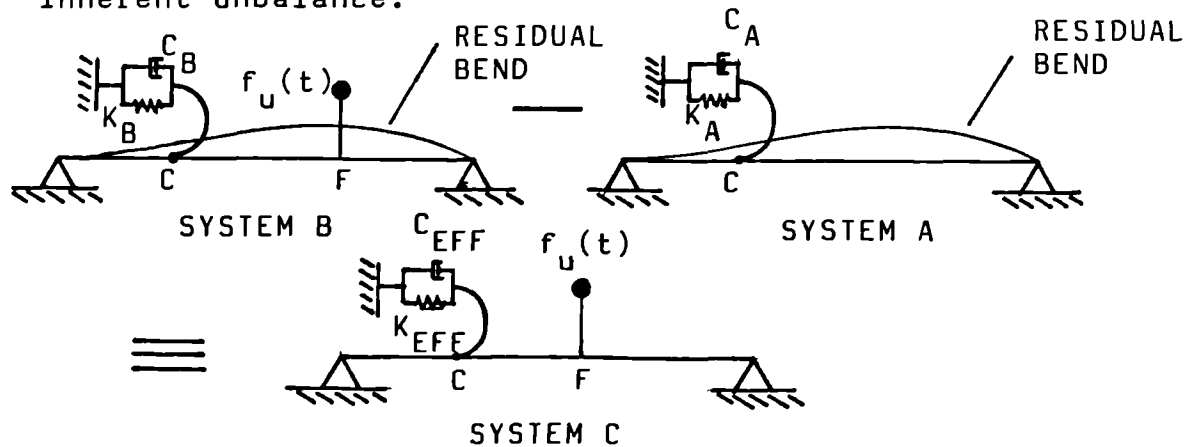 inherent unbalance.
RESIDUAL
BEND
C_B
K_B
f_u(t)
C
F
SYSTEM B
RESIDUAL
BEND
C_A
K_A
C
SYSTEM A
C_EFF
K_EFF
f_u(t)
C
F
SYSTEM C